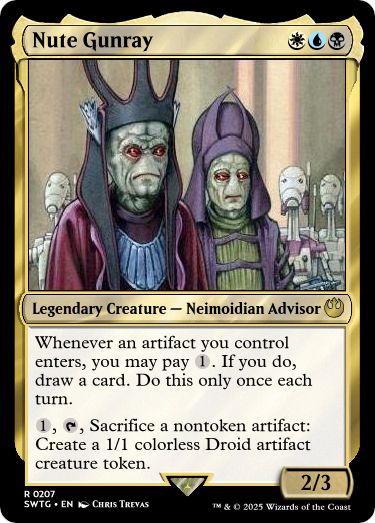 Nute Gunray
Legendary Creature — Neimoidian Advisor
Whenever an artifact you control
enters, you may pay 1. If you do,
draw a card. Do this only once each
turn.
1, , Sacrifice a nontoken artifact:
Create a 1/1 colorless Droid artifact
creature token.
2/3
R 0207
SWTG • EN Chris Trevas
™ & © 2025 Wizards of the Coast